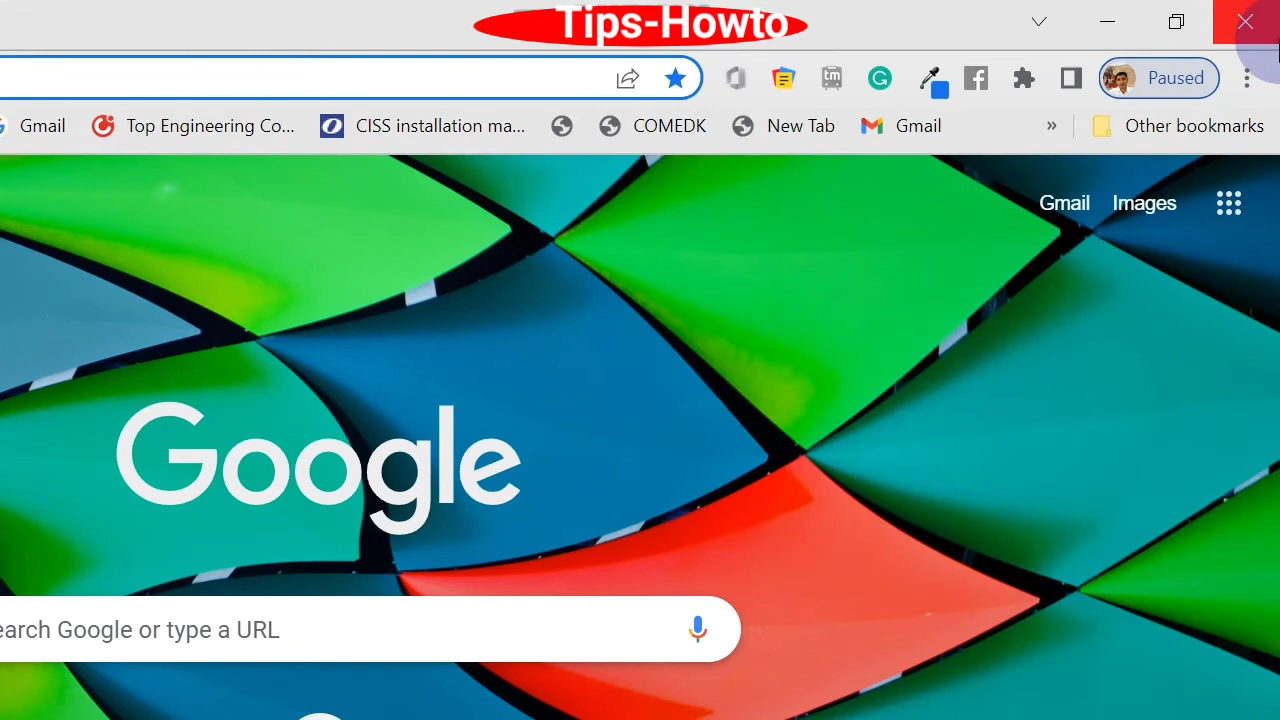 Tips-Howto
tm
G
Paused
Gmail
Top Engineering Co...
CISS installation ma...
COMEDK
New Tab
Gmail
»
Other bookmarks
Gmail
Images
Google
earch Google or type a URL